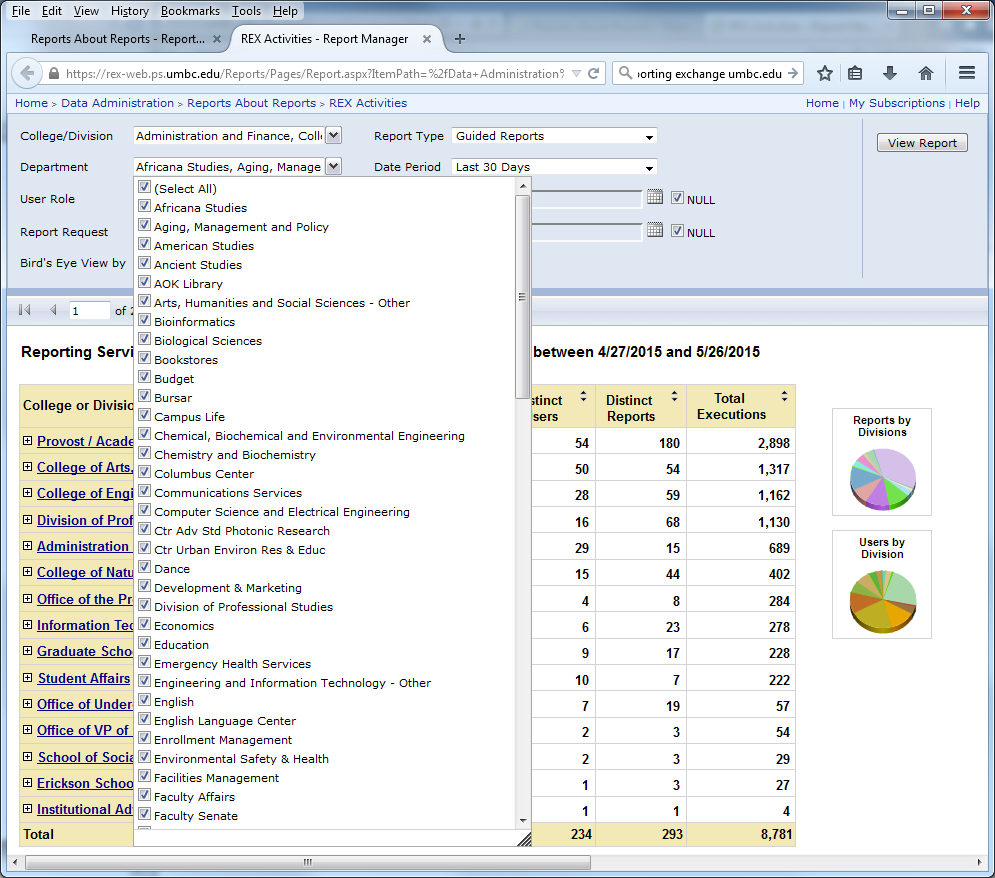 File Edit View History Bookmarks Tools Help
Reports About Reports - Report... × REX Activities - Report Manager × +
https://rex-web.ps.umbc.edu/Reports/Pages/Report.aspx?ItemPath=%2fData+Administration% orting exchange umbc.edu
Home > Data Administration > Reports About Reports > REX Activities Home | My Subscriptions | Help
College/Division Administration and Finance, Colle Report Type Guided Reports View Report
Department Africana Studies, Aging, Manage Date Period Last 30 Days
User Role NULL
Report Request NULL
Bird's Eye View by
1 of 2
(Select All)
Africana Studies
Aging, Management and Policy
American Studies
Ancient Studies
AOK Library
Arts, Humanities and Social Sciences - Other
Bioinformatics
Biological Sciences
Bookstores
Budget
Bursar
Campus Life
Chemical, Biochemical and Environmental Engineering
Chemistry and Biochemistry
Columbus Center
Communications Services
Computer Science and Electrical Engineering
Ctr Adv Std Photonic Research
Ctr Urban Environ Res & Educ
Dance
Development & Marketing
Division of Professional Studies
Economics
Education
Emergency Health Services
Engineering and Information Technology - Other
English
English Language Center
Enrollment Management
Environmental Safety & Health
Facilities Management
Faculty Affairs
Faculty Senate
Reporting Servi between 4/27/2015 and 5/26/2015
College or Divisio stinct sers Distinct Reports Total Executions
Provost / Acade 54 180 2,898
College of Arts, 50 54 1,317
College of Engi 28 59 1,162
Division of Prof 16 68 1,130
Administration 29 15 689
College of Natu 15 44 402
Office of the Pr 4 8 284
Information Tec 6 23 278
Graduate Schoo 9 17 228
Student Affairs 10 7 222
Office of Under 7 19 57
Office of VP of 2 3 54
School of Socia 2 3 29
Erickson Schoo 1 3 27
Institutional Ad 1 1 4
Total 234 293 8,781
Reports by
Divisions
Users by
Division